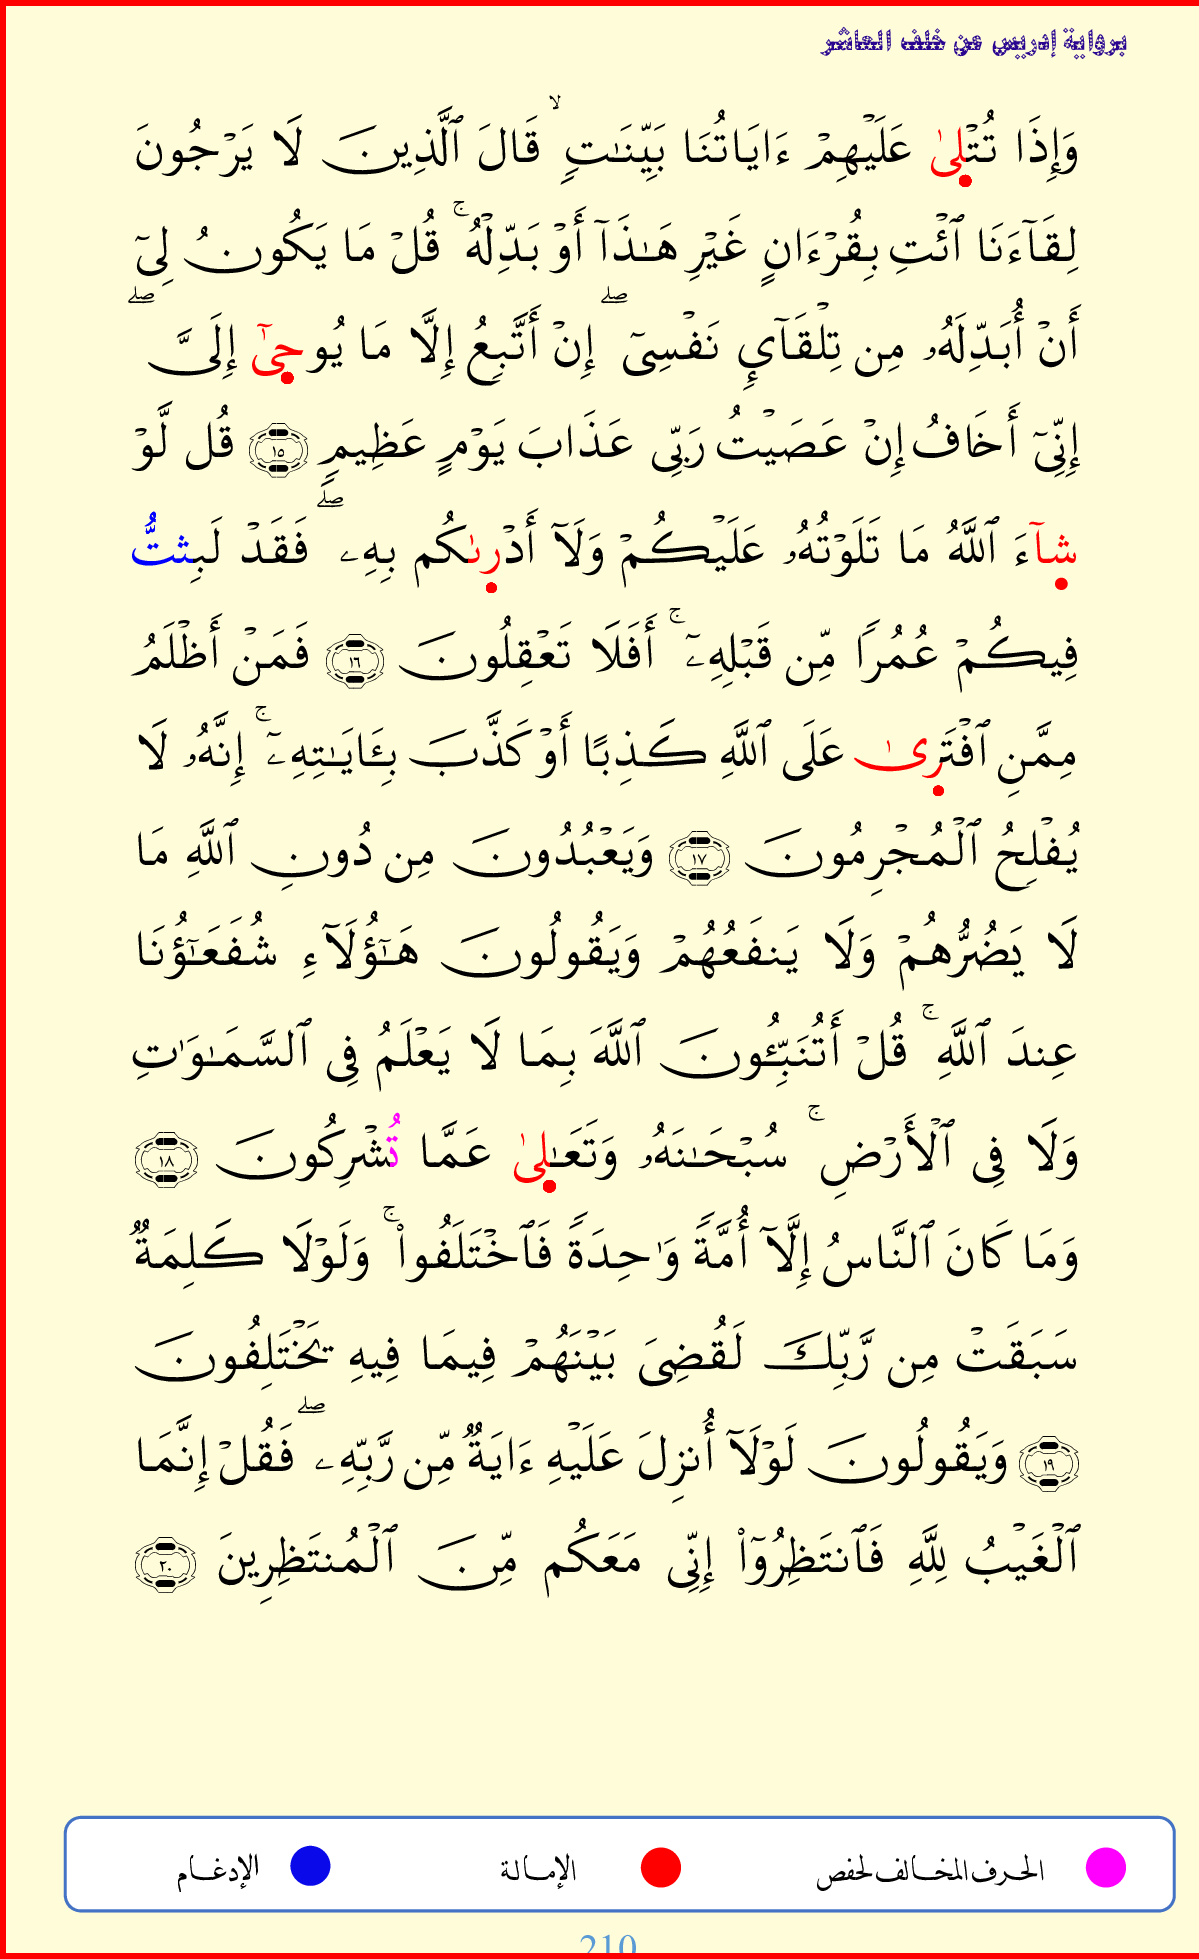 برواية إدريس عن خلف العاشر
وَإِذَا تُتۡلِىٰ عَلَيۡهِمۡ ءَايَاتُنَا بَيِّنَٰتٖ ۙ قَالَ ٱلَّذِينَ لَا يَرۡجُونَ
لِقَآءَنَا ٱئۡتِ بِقُرۡءَانٍ غَيۡرِ هَٰذَآ أَوۡ بَدِّلۡهُ ۚ قُلۡ مَا يَكُونُ لِيٓ
أَنۡ أُبَدِّلَهُۥ مِن تِلۡقَآيِٕ نَفۡسِيٓ ۖ إِنۡ أَتَّبِعُ إِلَّا مَا يُوحِىٰٓ إِلَىَّ ۖ
إِنِّيٓ أَخَافُ إِنۡ عَصَيۡتُ رَبِّي عَذَابَ يَوۡمٍ عَظِيمٖ ١٥ قُل لَّوۡ
شِآءَ ٱللَّهُ مَا تَلَوۡتُهُۥ عَلَيۡكُمۡ وَلَآ أَدۡرِىٰكُم بِهِۦ ۖ فَقَدۡ لَبِثتُّ
فِيكُمۡ عُمُرٗا مِّن قَبۡلِهِۦٓ ۚ أَفَلَا تَعۡقِلُونَ ١٦ فَمَنۡ أَظۡلَمُ
مِمَّنِ ٱفۡتَرِىٰ عَلَى ٱللَّهِ كَذِبًا أَوۡ كَذَّبَ بِـَٔايَٰتِهِۦٓ ۚ إِنَّهُۥ لَا
يُفۡلِحُ ٱلۡمُجۡرِمُونَ ١٧ وَيَعۡبُدُونَ مِن دُونِ ٱللَّهِ مَا
لَا يَضُرُّهُمۡ وَلَا يَنفَعُهُمۡ وَيَقُولُونَ هَٰٓؤُلَآءِ شُفَعَٰٓؤُنَا
عِندَ ٱللَّهِ ۚ قُلۡ أَتُنَبِّـُٔونَ ٱللَّهَ بِمَا لَا يَعۡلَمُ فِي ٱلسَّمَٰوَٰتِ
وَلَا فِي ٱلۡأَرۡضِ ۚ سُبۡحَٰنَهُۥ وَتَعَٰلِىٰ عَمَّا تُشۡرِكُونَ ١٨
وَمَا كَانَ ٱلنَّاسُ إِلَّآ أُمَّةٗ وَٰحِدَةٗ فَٱخۡتَلَفُواْ ۚ وَلَوۡلَا كَلِمَةٞ
سَبَقَتۡ مِن رَّبِّكَ لَقُضِيَ بَيۡنَهُمۡ فِيمَا فِيهِ يَخۡتَلِفُونَ
١٩ وَيَقُولُونَ لَوۡلَآ أُنزِلَ عَلَيۡهِ ءَايَةٞ مِّن رَّبِّهِۦ ۖ فَقُلۡ إِنَّمَا
ٱلۡغَيۡبُ لِلَّهِ فَٱنتَظِرُوٓاْ إِنِّي مَعَكُم مِّنَ ٱلۡمُنتَظِرِينَ ٢٠
الحرف المخالف لحفص الإمالة الإدغام
210